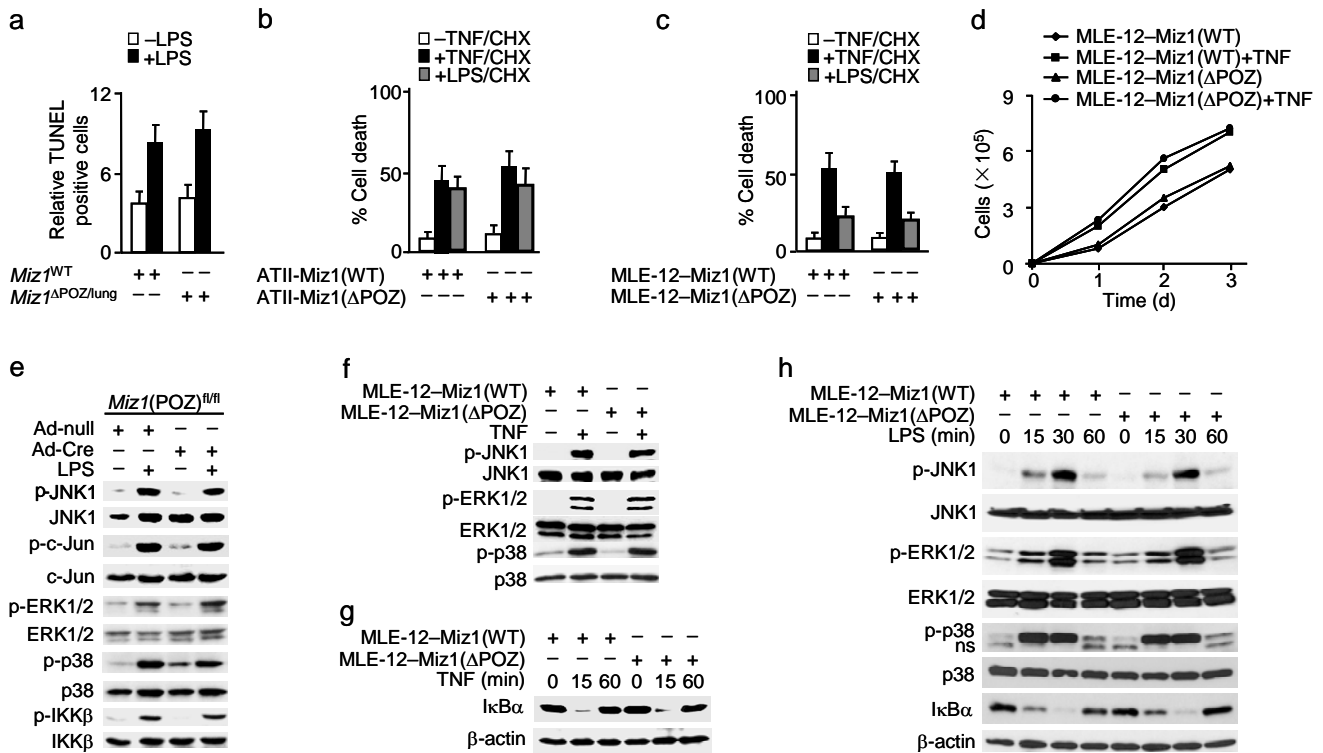 a
–LPS
+LPS
12
6
0
Relative TUNEL
positive cells
Miz1WT + + – –
Miz1ΔPOZ/lung – – + +
b
–TNF/CHX
+TNF/CHX
+LPS/CHX
100
50
0
% Cell death
ATII-Miz1(WT) + + + – – –
ATII-Miz1(ΔPOZ) – – – + + +
c
–TNF/CHX
+TNF/CHX
+LPS/CHX
100
50
0
% Cell death
MLE-12–Miz1(WT) + + + – – –
MLE-12–Miz1(ΔPOZ) – – – + + +
d
MLE-12–Miz1(WT)
MLE-12–Miz1(WT)+TNF
MLE-12–Miz1(ΔPOZ)
MLE-12–Miz1(ΔPOZ)+TNF
9
6
3
0
Cells (×10⁵)
0 1 2 3
Time (d)
e
Miz1(POZ)fl/fl
Ad-null + + – –
Ad-Cre – – + +
LPS – + – +
p-JNK1
JNK1
p-c-Jun
c-Jun
p-ERK1/2
ERK1/2
p-p38
p38
p-IKKβ
IKKβ
f
MLE-12–Miz1(WT) + + – –
MLE-12–Miz1(ΔPOZ) – – + +
TNF – + – +
p-JNK1
JNK1
p-ERK1/2
ERK1/2
p-p38
p38
g
MLE-12–Miz1(WT) + + + – – –
MLE-12–Miz1(ΔPOZ) – – – + + +
TNF (min) 0 15 60 0 15 60
IκBα
β-actin
h
MLE-12–Miz1(WT) + + + + – – – –
MLE-12–Miz1(ΔPOZ) – – – – + + + +
LPS (min) 0 15 30 60 0 15 30 60
p-JNK1
JNK1
p-ERK1/2
ERK1/2
p-p38
ns
p38
IκBα
β-actin